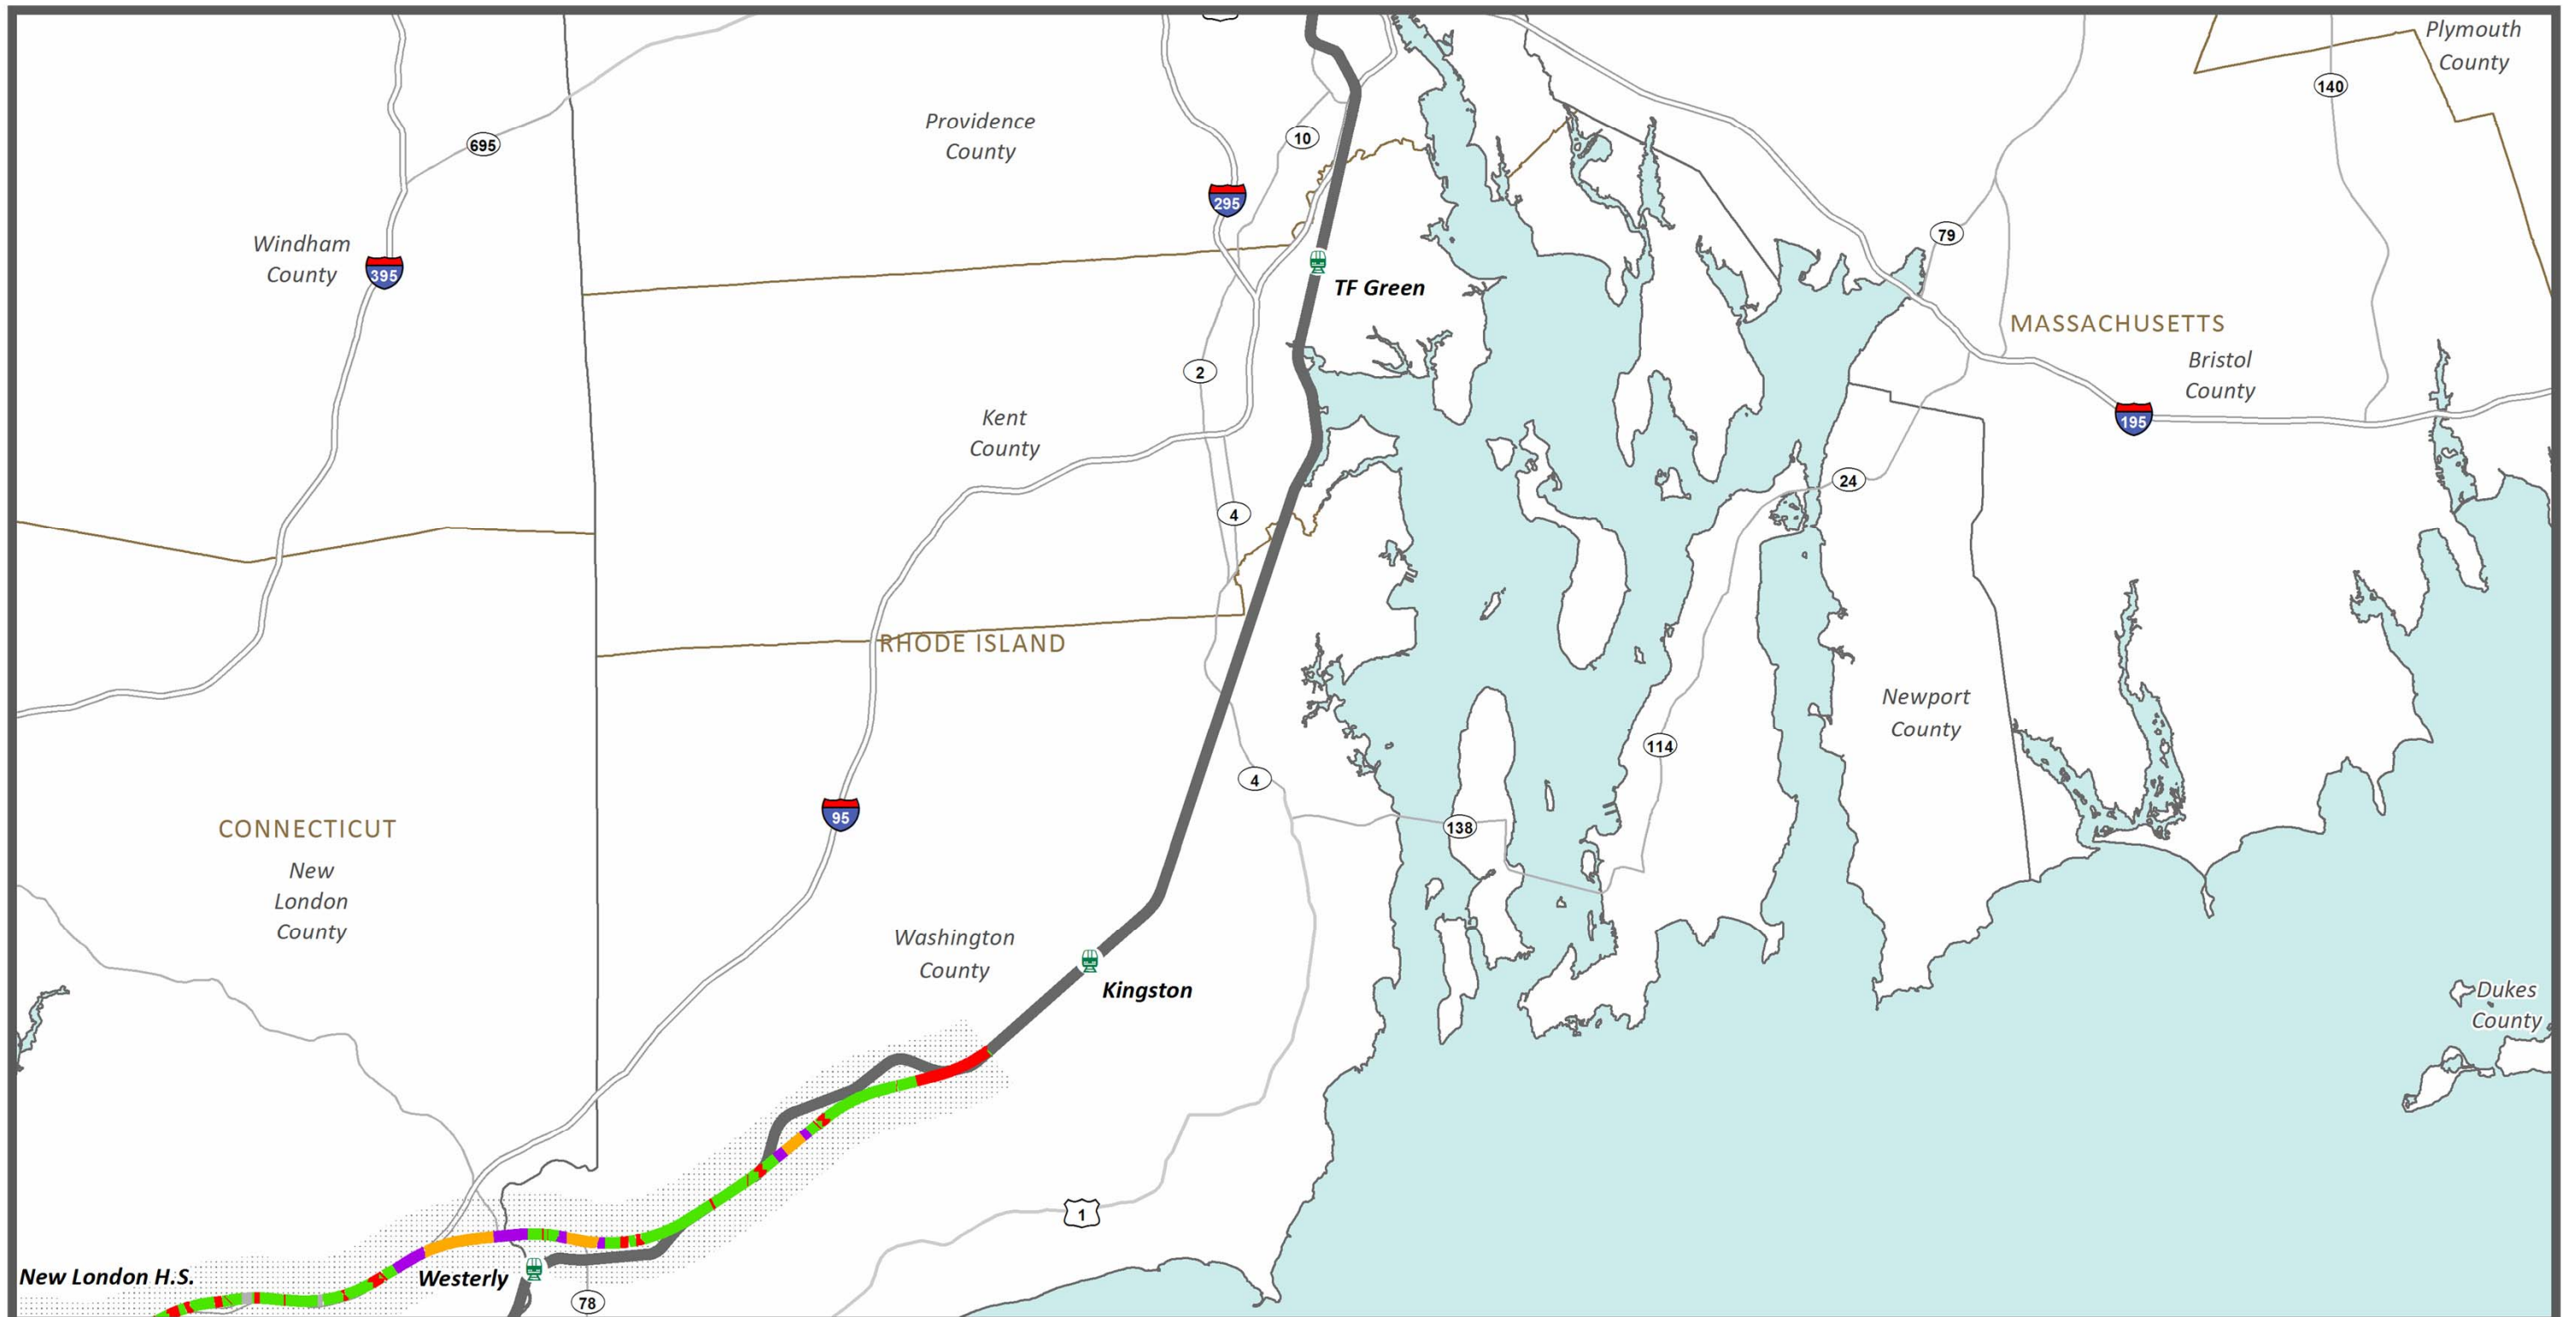 Plymouth
County
140
Providence
County
10
695
295
Windham
County
395
79
TF Green
MASSACHUSETTS
Bristol
County
2
195
Kent
County
24
4
RHODE ISLAND
Newport
County
114
4
95
138
CONNECTICUT
New
London
County
Washington
County
Kingston
Dukes
County
1
New London H.S.
Westerly
78